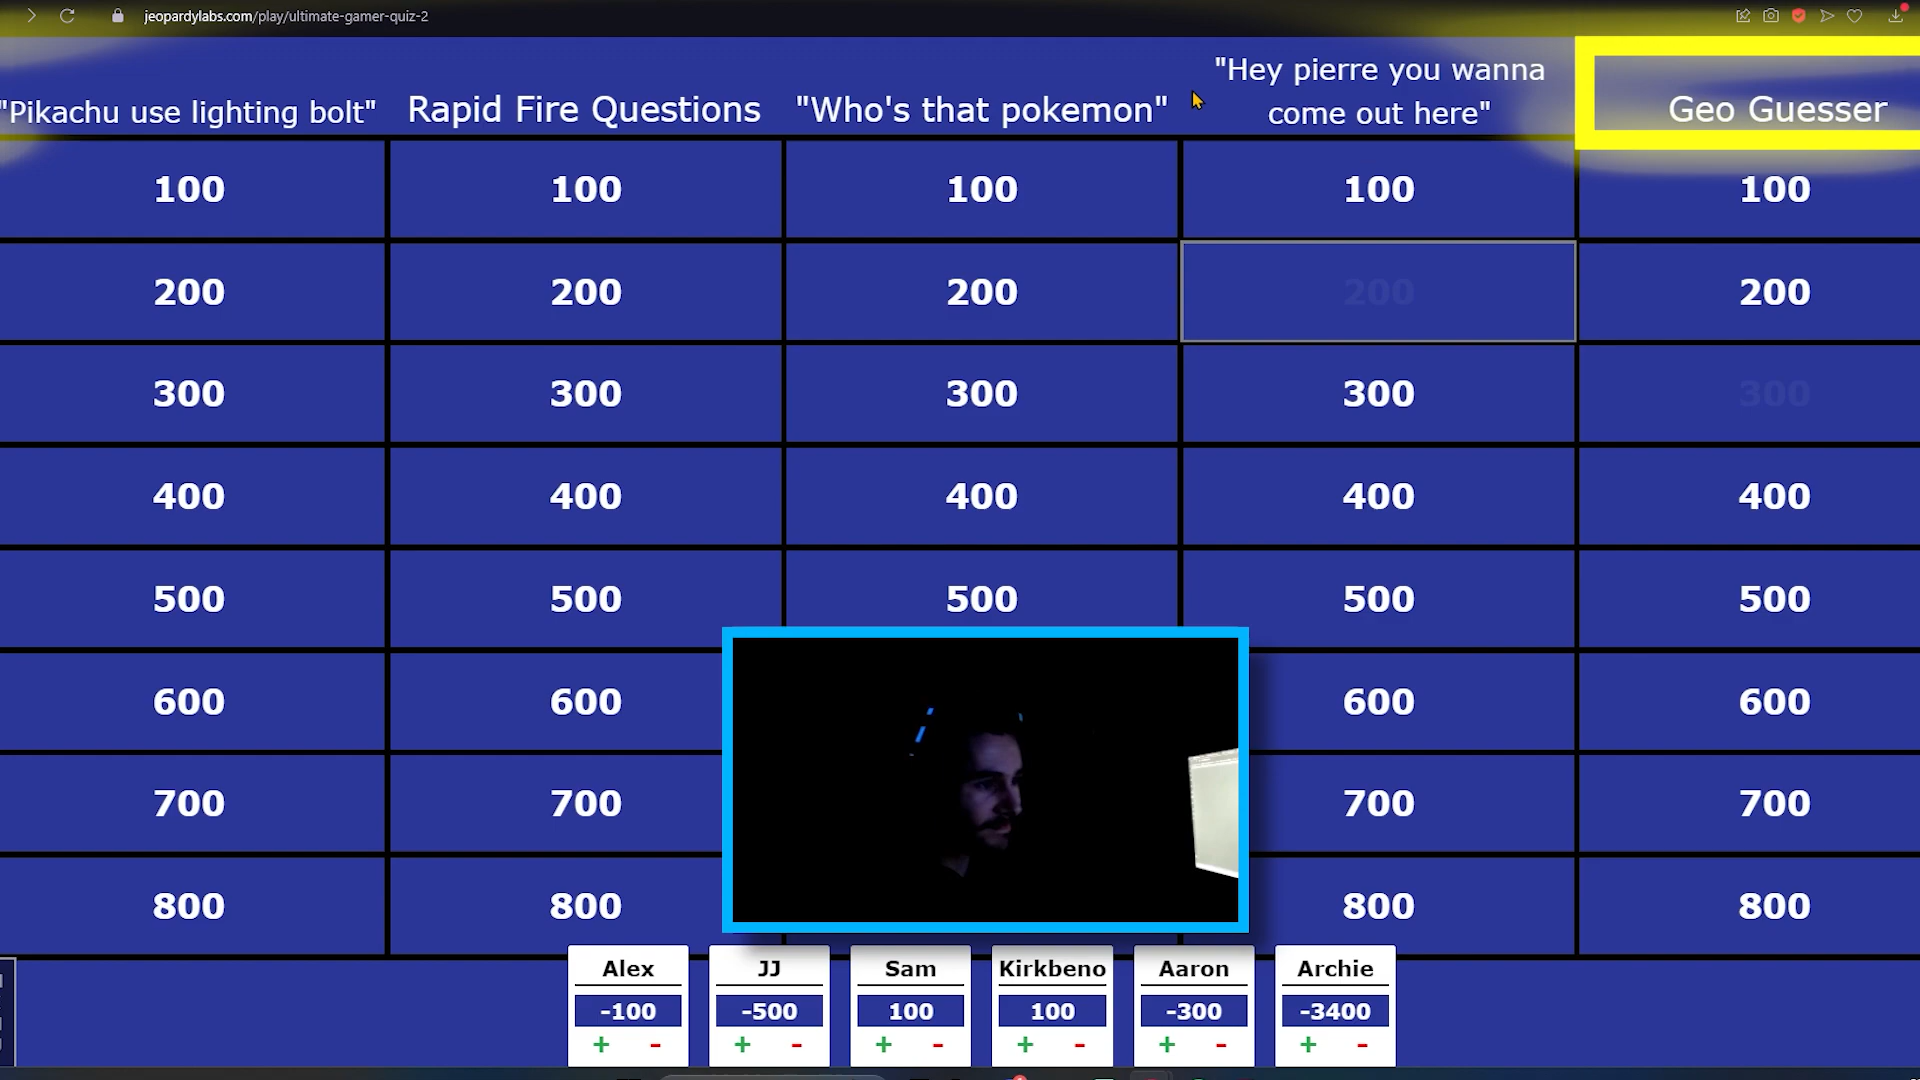 jeopardylabs.com/play/ultimate-gamer-quiz-2
"Pikachu use lighting bolt"
Rapid Fire Questions
"Who's that pokemon"
"Hey pierre you wanna
come out here"
Geo Guesser
100 100 100 100 100
200 200 200 200 200
300 300 300 300 300
400 400 400 400 400
500 500 500 500 500
600 600 600 600
700 700 700 700
800 800 800 800
Alex JJ Sam Kirkbeno Aaron Archie
-100 -500 100 100 -300 -3400
+ - + - + - + - + - + -